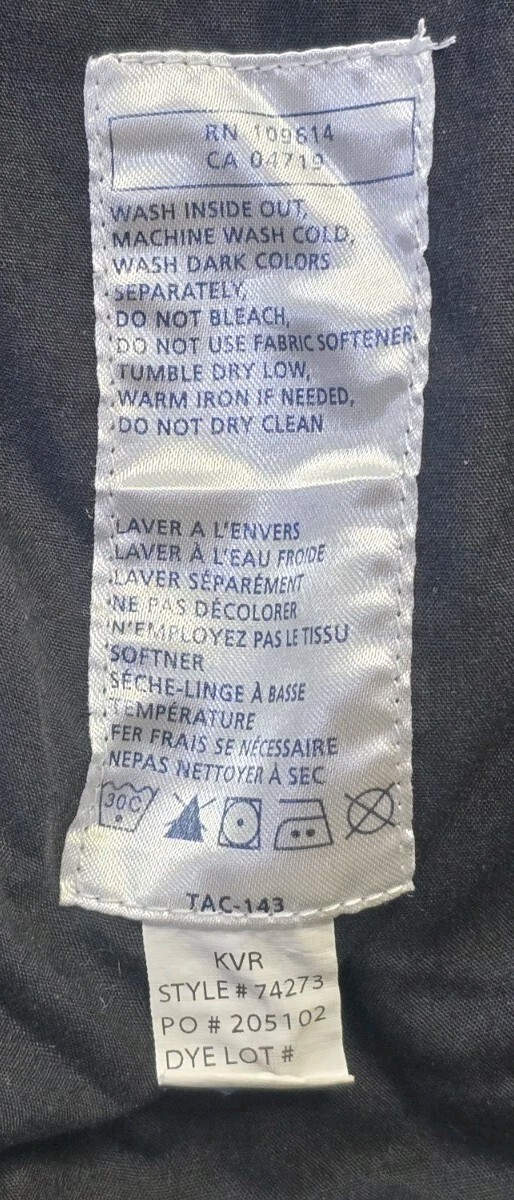 RN 109614
CA 04719
WASH INSIDE OUT,
MACHINE WASH COLD,
WASH DARK COLORS
SEPARATELY,
DO NOT BLEACH,
DO NOT USE FABRIC SOFTENER,
TUMBLE DRY LOW,
WARM IRON IF NEEDED,
DO NOT DRY CLEAN
LAVER A L'ENVERS
LAVER À L'EAU FROIDE
LAVER SÉPARÉMENT
NE PAS DÉCOLORER
N'EMPLOYEZ PAS LE TISSU
SOFTNER
SÈCHE-LINGE À BASSE
TEMPÉRATURE
FER FRAIS SE NÉCESSAIRE
NEPAS NETTOYER À SEC
30C
TAC-143
KVR
STYLE # 74273
PO # 205102
DYE LOT #